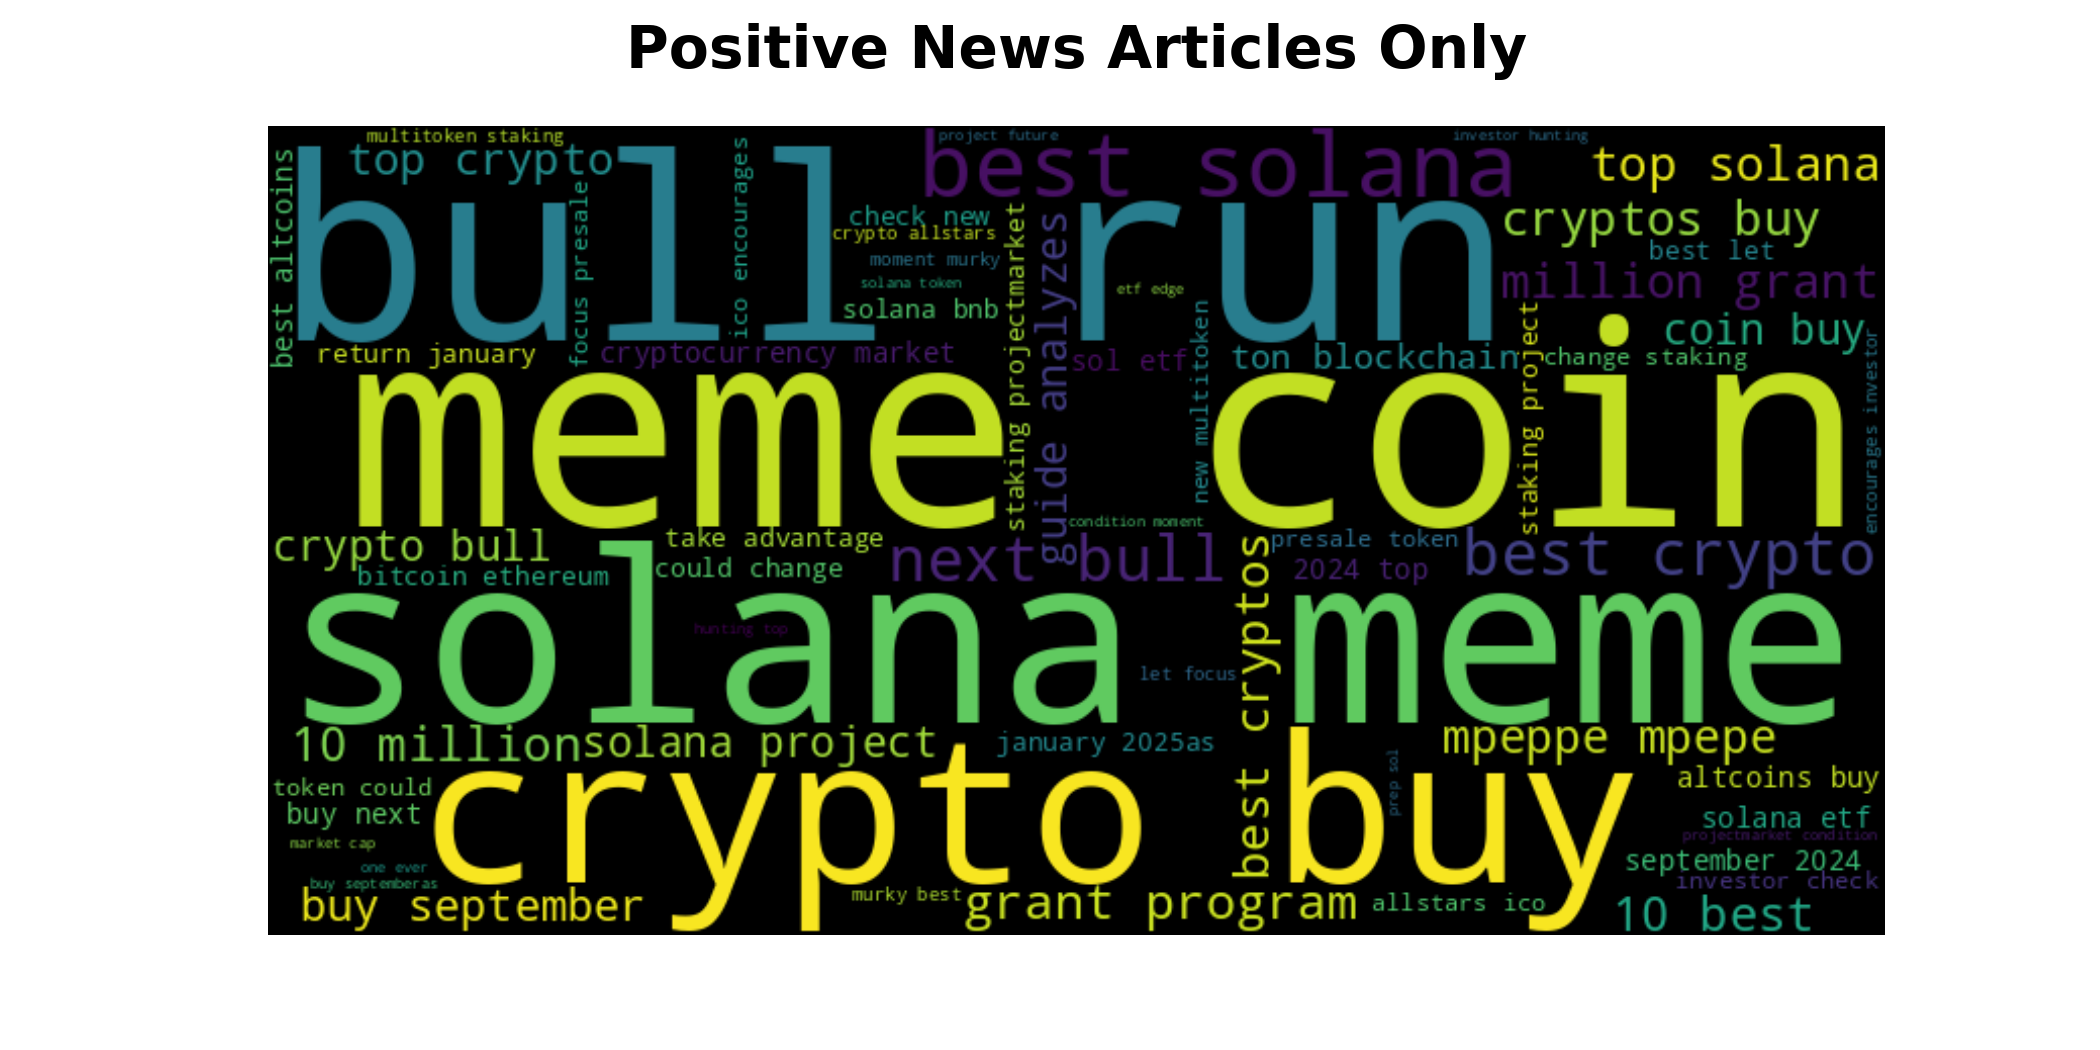 Positive News Articles Only
multitoken staking
project future
investor hunting
best altcoins
top crypto
ico encourages
best solana
top solana
bull run
focus presale
check new
crypto allstars
moment murky
solana token
solana bnb
staking projectmarket
guide analyzes
etf edge
cryptos buy
best let
million grant
coin buy
return january
cryptocurrency market
sol etf
new multitoken
ton blockchain
staking project
change staking
encourages investor
meme coin
condition moment
crypto bull
take advantage
bitcoin ethereum
could change
next bull
presale token
2024 top
best crypto
solana meme
hunting top
let focus
best cryptos
10 million
solana project
january 2025as
mpeppe mpepe
crypto buy
prep sol
altcoins buy
token could
buy next
solana etf
projectmarket condition
market cap
september 2024
one ever
investor check
buy septemberas
buy september
murky best
grant program
allstars ico
10 best